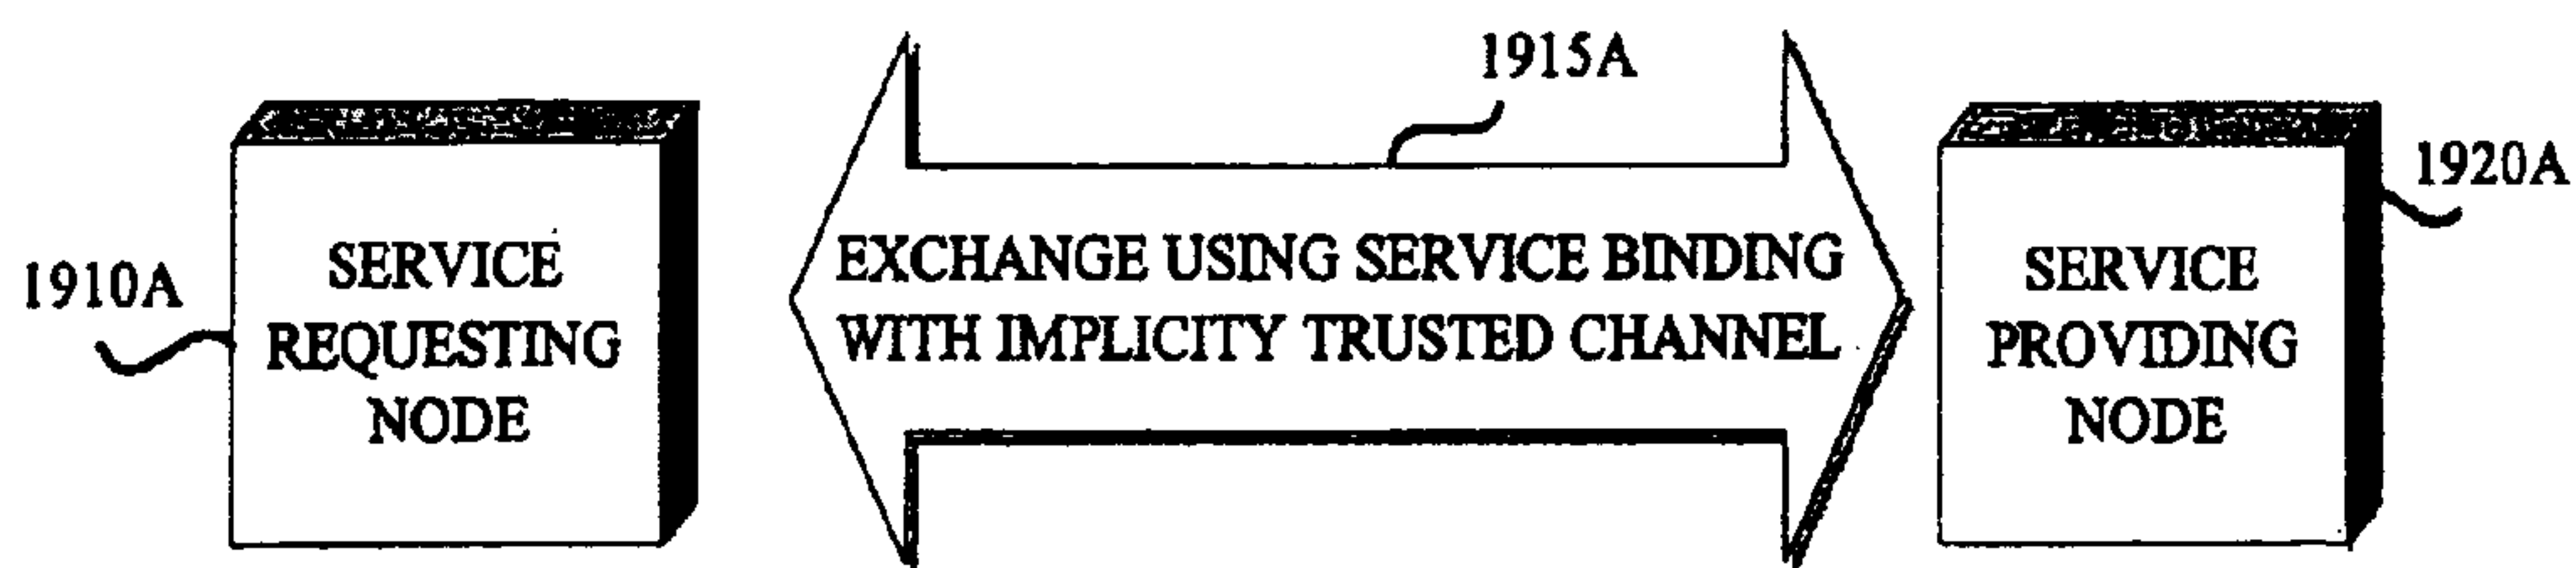 1915A
1920A
1910A
SERVICE
REQUESTING
NODE
EXCHANGE USING SERVICE BINDING
WITH IMPLICITY TRUSTED CHANNEL
SERVICE
PROVIDING
NODE